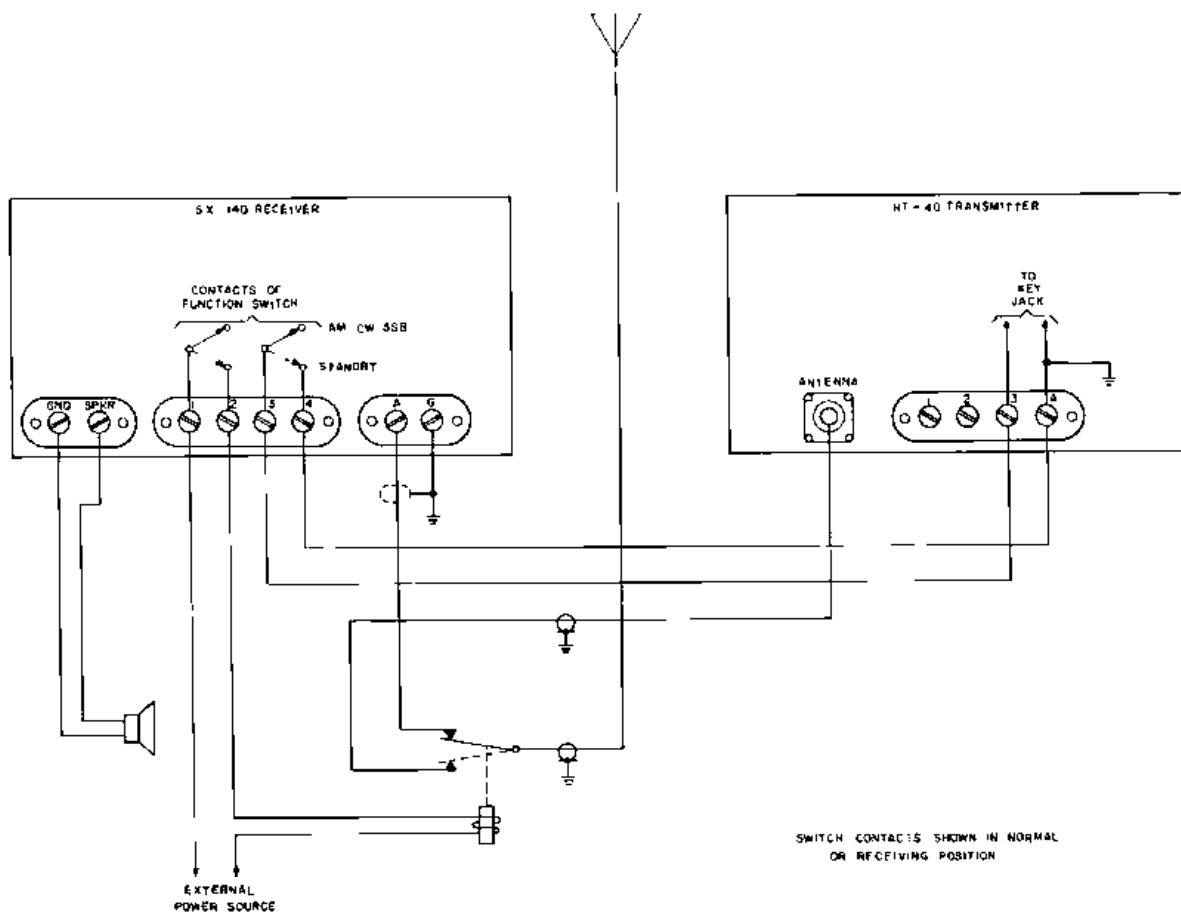 SX 140 RECEIVER
HT-40 TRANSMITTER
CONTACTS OF
FUNCTION SWITCH
AM CW SSB
STANDBY
TO
KEY
JACK
ANTENNA
GND SPKR
1 2 3 4
A G
1 2 3 4
SWITCH CONTACTS SHOWN IN NORMAL
OR RECEIVING POSITION
EXTERNAL
POWER SOURCE